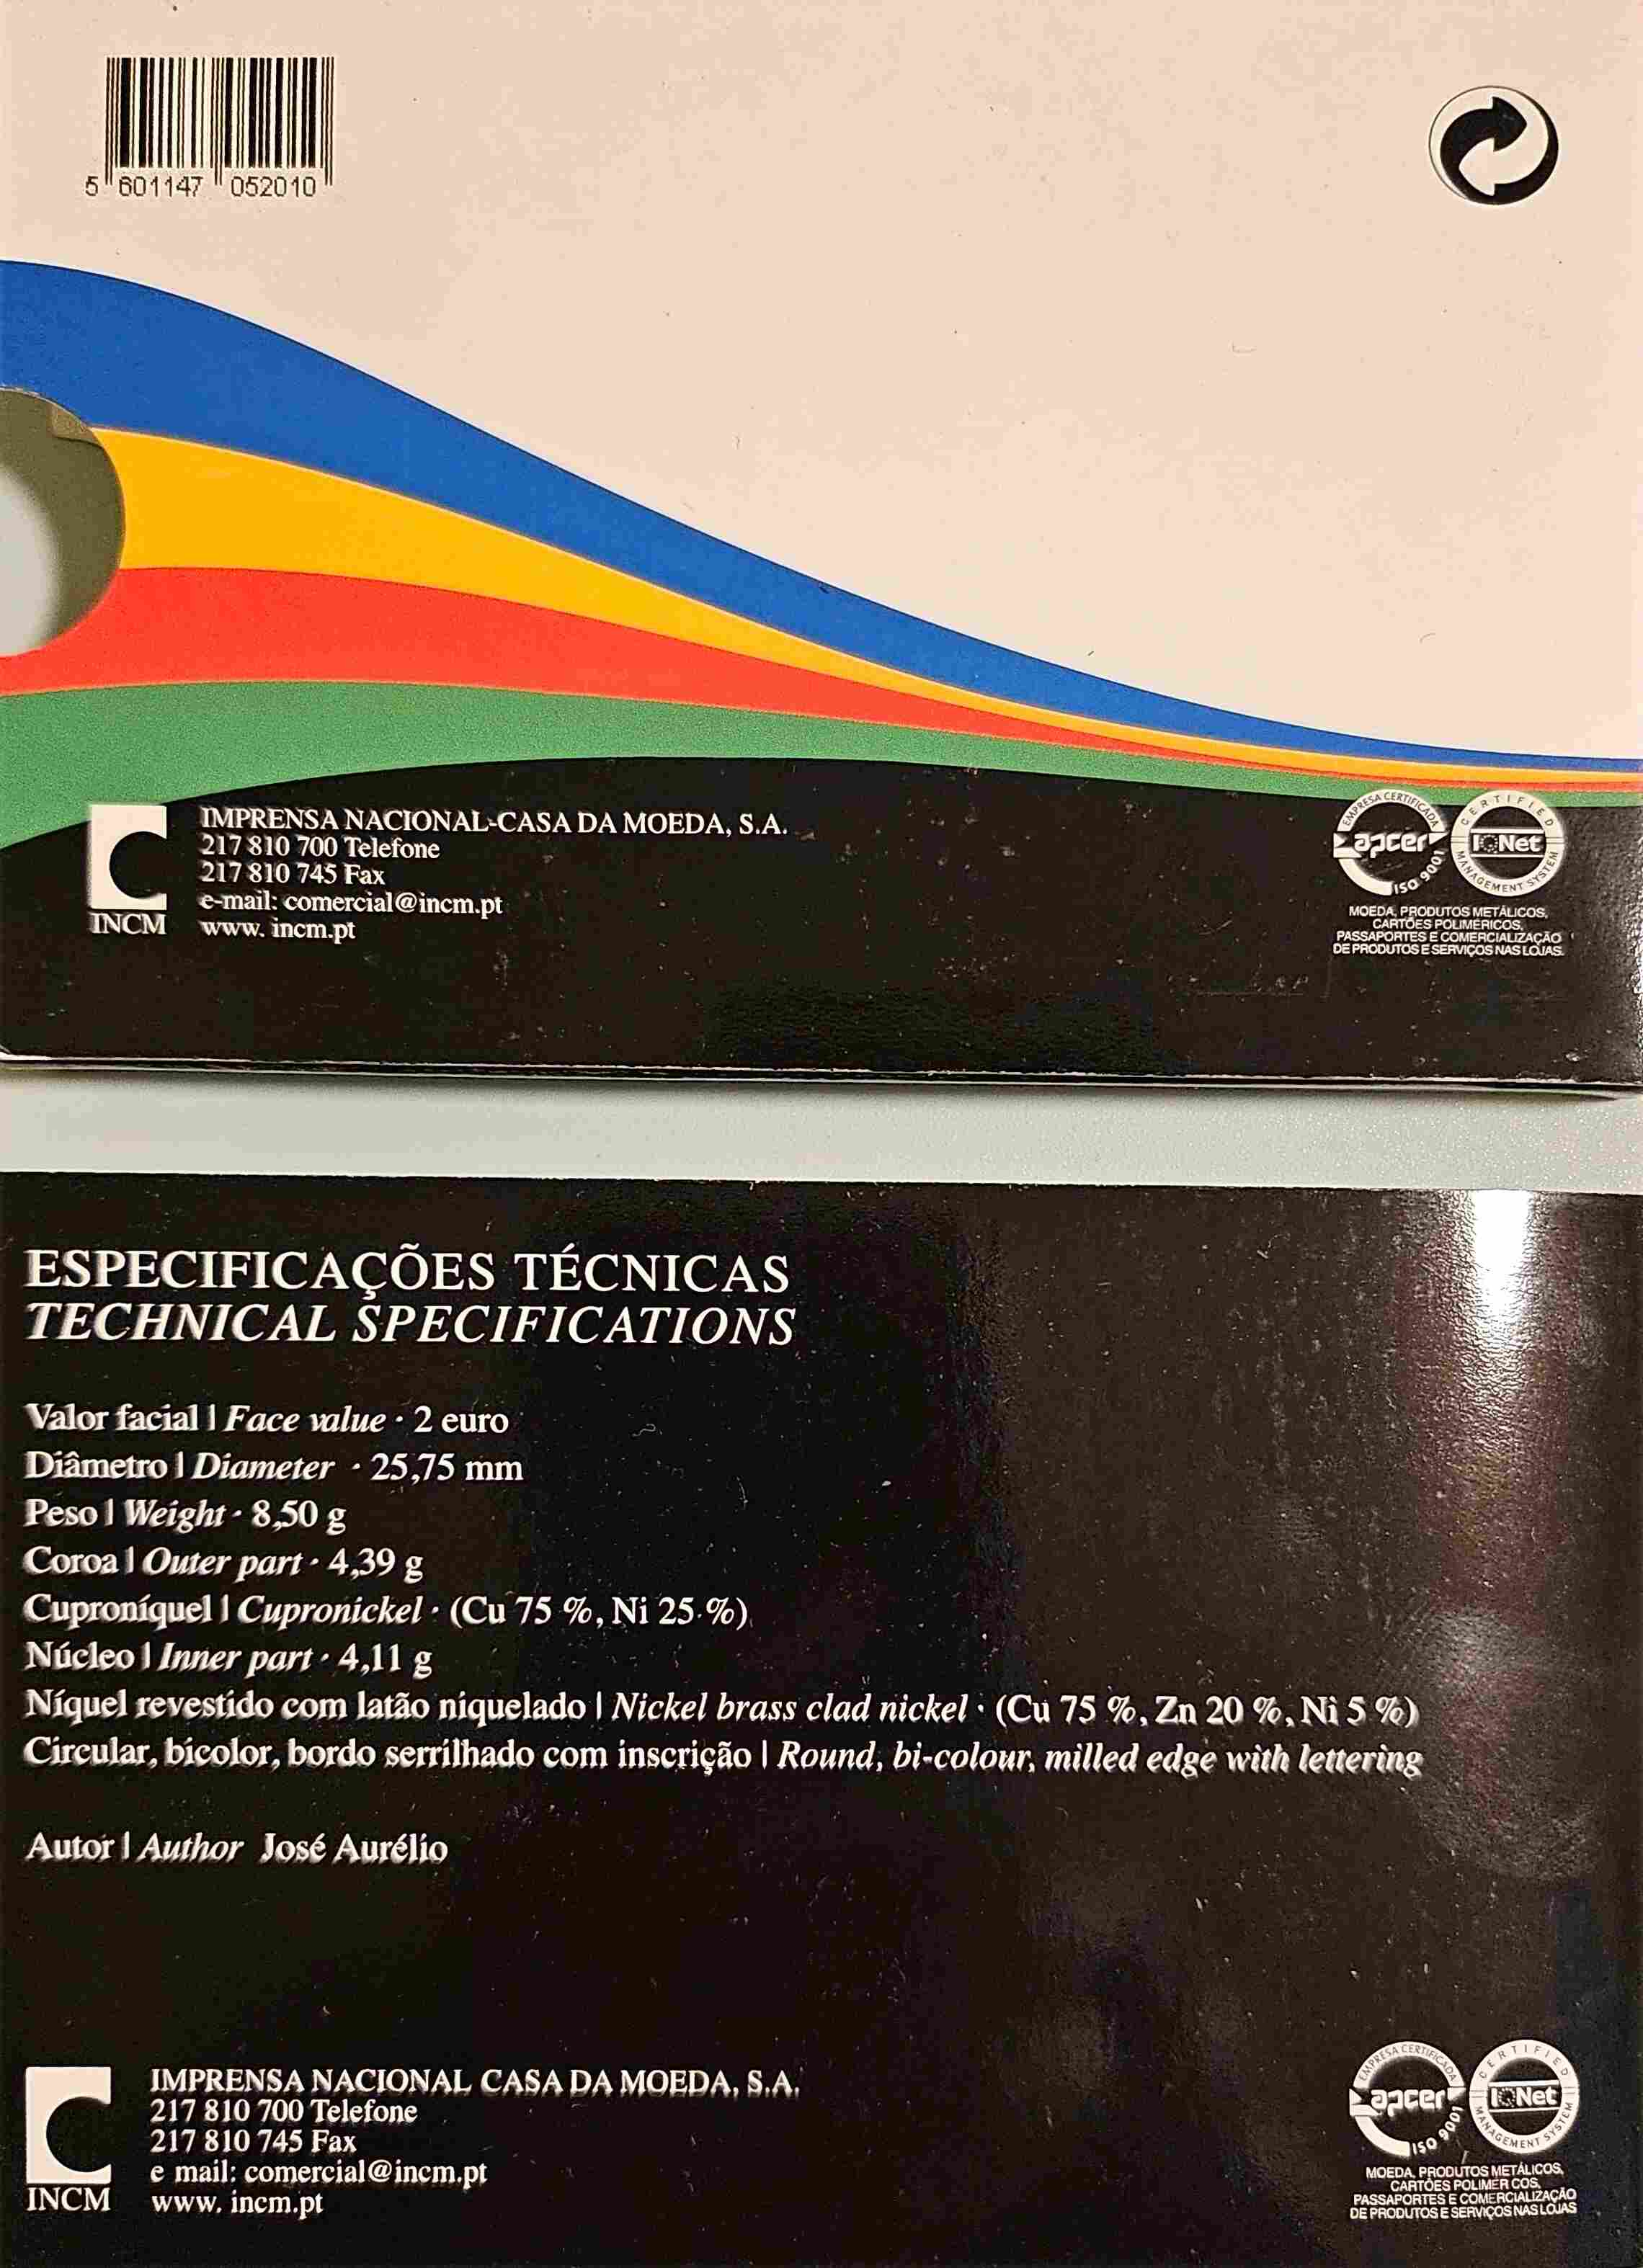 5 601147 052010
IMPRENSA NACIONAL-CASA DA MOEDA, S.A.
217 810 700 Telefone
217 810 745 Fax
e-mail: comercial@incm.pt
www. incm.pt
INCM
EMPRESA CERTIFICADA
apcer
ISO 9001
CERTIFIED
IQNet
MANAGEMENT SYSTEM
MOEDA, PRODUTOS METÁLICOS,
CARTÕES POLIMÉRICOS,
PASSAPORTES E COMERCIALIZAÇÃO
DE PRODUTOS E SERVIÇOS NAS LOJAS.
ESPECIFICAÇÕES TÉCNICAS
TECHNICAL SPECIFICATIONS
Valor facial | Face value · 2 euro
Diâmetro | Diameter · 25,75 mm
Peso | Weight · 8,50 g
Coroa | Outer part · 4,39 g
Cuproníquel | Cupronickel · (Cu 75 %, Ni 25 %)
Núcleo | Inner part · 4,11 g
Níquel revestido com latão niquelado | Nickel brass clad nickel · (Cu 75 %, Zn 20 %, Ni 5 %)
Circular, bicolor, bordo serrilhado com inscrição | Round, bi-colour, milled edge with lettering
Autor | Author José Aurélio
IMPRENSA NACIONAL CASA DA MOEDA, S.A.
217 810 700 Telefone
217 810 745 Fax
e mail: comercial@incm.pt
www. incm.pt
INCM
EMPRESA CERTIFICADA
apcer
ISO 9001
CERTIFIED
IQNet
MANAGEMENT SYSTEM
MOEDA, PRODUTOS METÁLICOS,
CARTÕES POLIMER COS,
PASSAPORTES E COMERCIALIZAÇÃO
DE PRODUTOS E SERVIÇOS NAS LOJAS